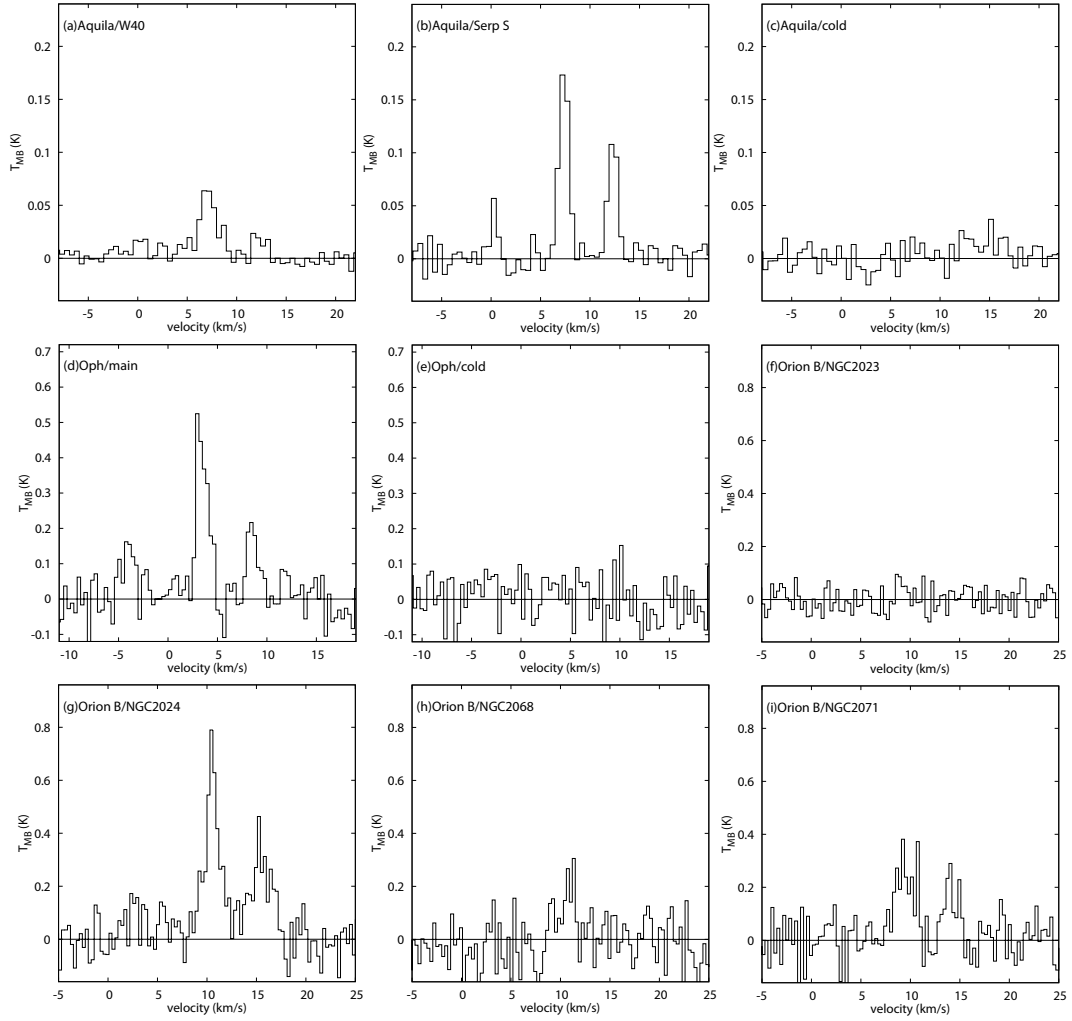 (a)Aquila/W40
0.2
0.15
0.1
0.05
0
T_MB (K)
-5 0 5 10 15 20
velocity (km/s)
(b)Aquila/Serp S
0.2
0.15
0.1
0.05
0
T_MB (K)
-5 0 5 10 15 20
velocity (km/s)
(c)Aquila/cold
0.2
0.15
0.1
0.05
0
T_MB (K)
-5 0 5 10 15 20
velocity (km/s)
(d)Oph/main
0.7
0.6
0.5
0.4
0.3
0.2
0.1
0
-0.1
T_MB (K)
-10 -5 0 5 10 15
velocity (km/s)
(e)Oph/cold
0.7
0.6
0.5
0.4
0.3
0.2
0.1
0
-0.1
T_MB (K)
-10 -5 0 5 10 15
velocity (km/s)
(f)Orion B/NGC2023
0.8
0.6
0.4
0.2
0
T_MB (K)
-5 0 5 10 15 20 25
velocity (km/s)
(g)Orion B/NGC2024
0.8
0.6
0.4
0.2
0
T_MB (K)
-5 0 5 10 15 20 25
velocity (km/s)
(h)Orion B/NGC2068
0.8
0.6
0.4
0.2
0
T_MB (K)
-5 0 5 10 15 20 25
velocity (km/s)
(i)Orion B/NGC2071
0.8
0.6
0.4
0.2
0
T_MB (K)
-5 0 5 10 15 20 25
velocity (km/s)